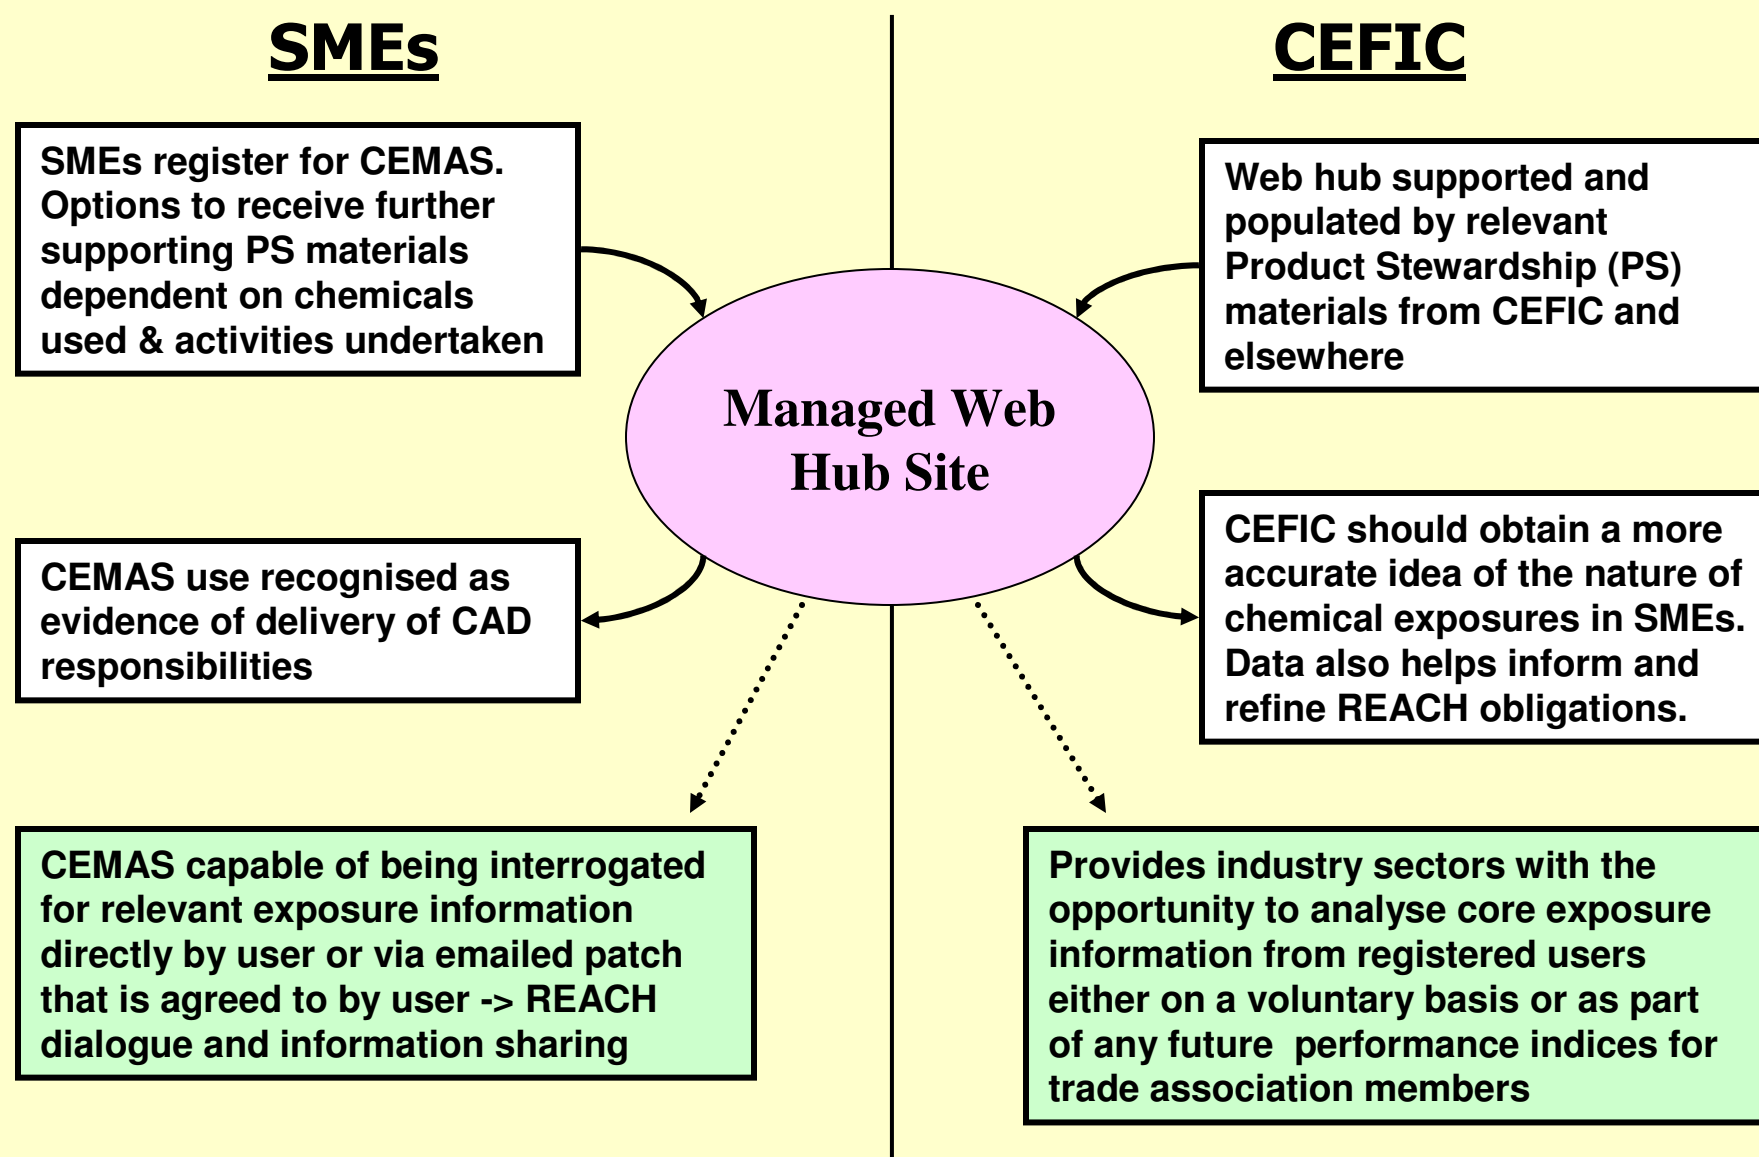 SMEs
CEFIC
SMEs register for CEMAS.
Options to receive further
supporting PS materials
dependent on chemicals
used & activities undertaken
Web hub supported and
populated by relevant
Product Stewardship (PS)
materials from CEFIC and
elsewhere
Managed Web
Hub Site
CEMAS use recognised as
evidence of delivery of CAD
responsibilities
CEFIC should obtain a more
accurate idea of the nature of
chemical exposures in SMEs.
Data also helps inform and
refine REACH obligations.
CEMAS capable of being interrogated
for relevant exposure information
directly by user or via emailed patch
that is agreed to by user -> REACH
dialogue and information sharing
Provides industry sectors with the
opportunity to analyse core exposure
information from registered users
either on a voluntary basis or as part
of any future  performance indices for
trade association members